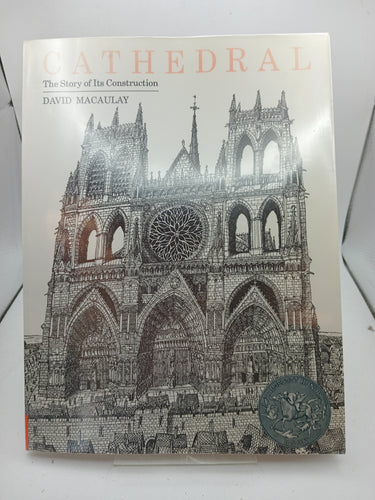 CATHEDRAL
The Story of Its Construction
DAVID MACAULAY